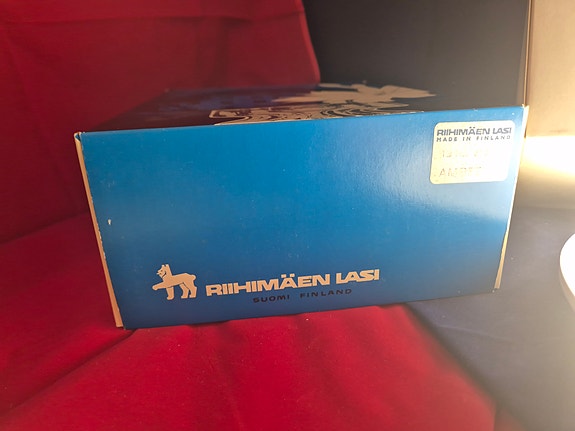 RIIHIMÄEN LASI
MADE IN FINLAND
RIIHIMÄEN LASI
SUOMI FINLAND